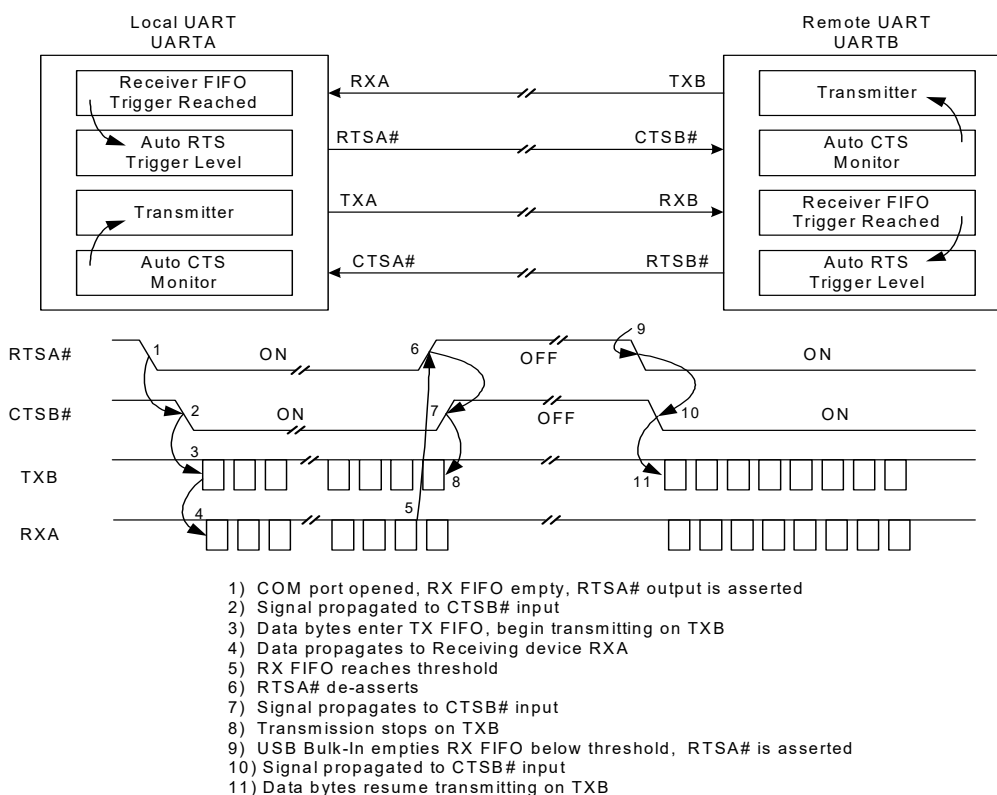 Local UART
UARTA
Remote UART
UARTB
Receiver FIFO
Trigger Reached
Auto RTS
Trigger Level
Transmitter
Auto CTS
Monitor
RXA
TXB
RTSA#
CTSB#
TXA
RXB
CTSA#
RTSB#
Transmitter
Auto CTS
Monitor
Receiver FIFO
Trigger Reached
Auto RTS
Trigger Level
RTSA#
1
ON
6
OFF
9
ON
CTSB#
2
ON
7
OFF
10
ON
TXB
3
8
11
RXA
4
5
1) COM port opened, RX FIFO empty, RTSA# output is asserted
2) Signal propagated to CTSB# input
3) Data bytes enter TX FIFO, begin transmitting on TXB
4) Data propagates to Receiving device RXA
5) RX FIFO reaches threshold
6) RTSA# de-asserts
7) Signal propagates to CTSB# input
8) Transmission stops on TXB
9) USB Bulk-In empties RX FIFO below threshold, RTSA# is asserted
10) Signal propagated to CTSB# input
11) Data bytes resume transmitting on TXB